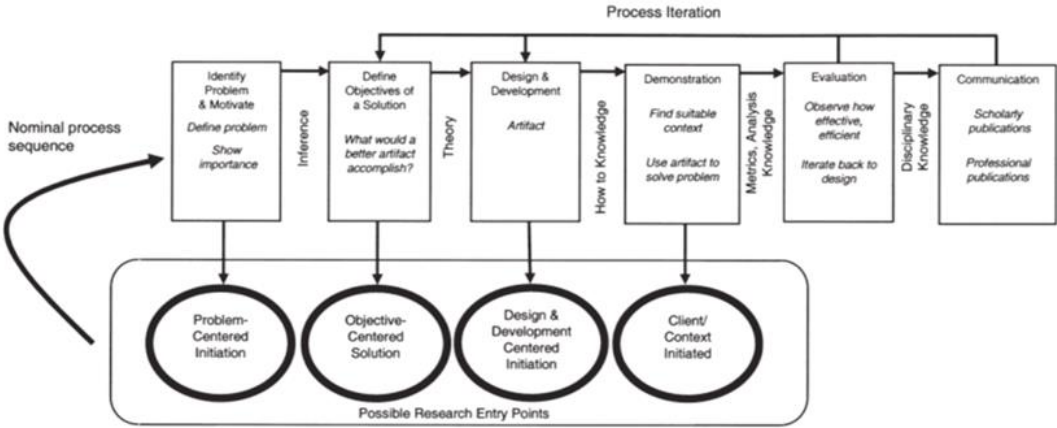 Process Iteration
Nominal process
sequence
Identify
Problem
& Motivate
Define problem
Show
importance
Inference
Define
Objectives of
a Solution
What would a
better artifact
accomplish?
Theory
Design &
Development
Artifact
How to Knowledge
Demonstration
Find suitable
context
Use artifact to
solve problem
Metrics, Analysis
Knowledge
Evaluation
Observe how
effective,
efficient
Iterate back to
design
Disciplinary
Knowledge
Communication
Scholarly
publications
Professional
publications
Problem-
Centered
Initiation
Objective-
Centered
Solution
Design &
Development
Centered
Initiation
Client/
Context
Initiated
Possible Research Entry Points